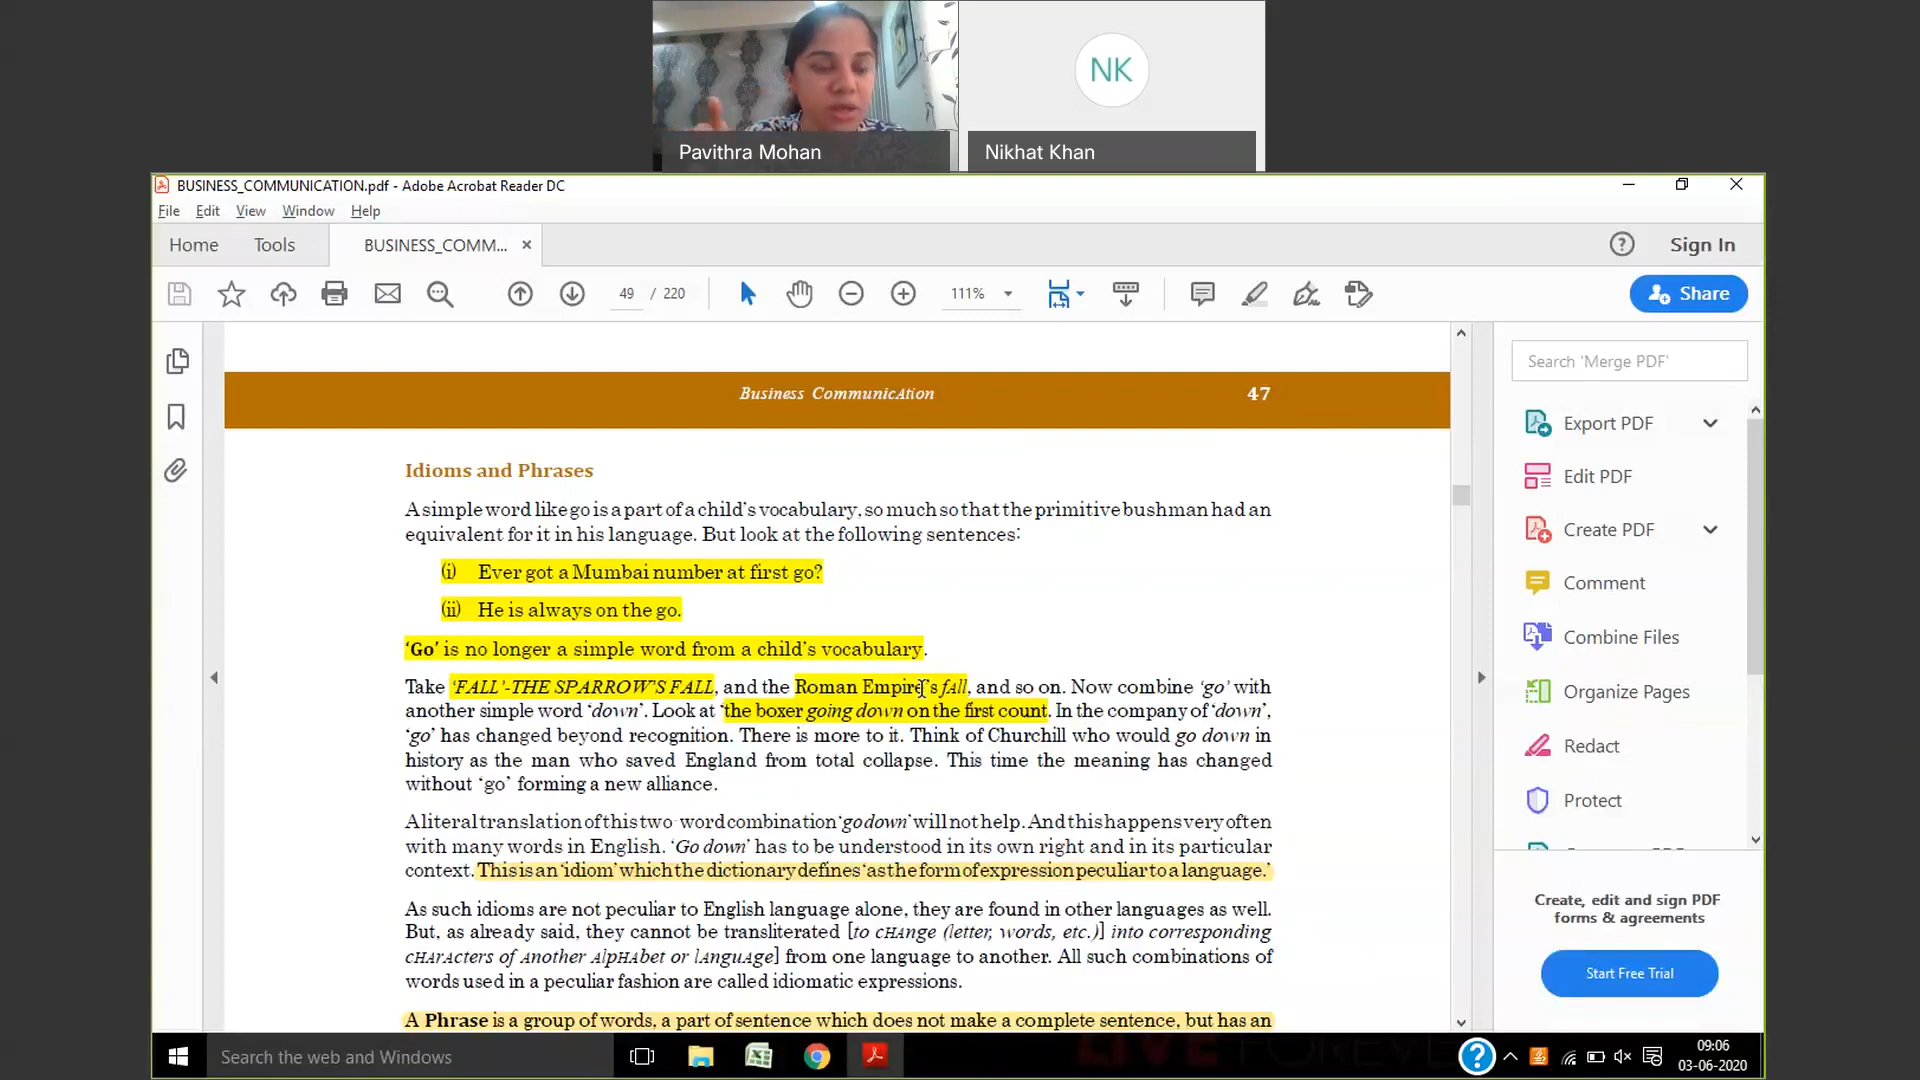 NK
Pavithra Mohan
Nikhat Khan
BUSINESS_COMMUNICATION.pdf - Adobe Acrobat Reader DC
File Edit View Window Help
Home Tools BUSINESS_COMM... × Sign In
49 / 220 111% Share
Business CommunicAtion 47
Idioms and Phrases
A simple word like go is a part of a child's vocabulary, so much so that the primitive bushman had an
equivalent for it in his language. But look at the following sentences:
(i) Ever got a Mumbai number at first go?
(ii) He is always on the go.
'Go' is no longer a simple word from a child's vocabulary.
Take 'FALL'-THE SPARROW'S FALL, and the Roman Empire's fAll, and so on. Now combine 'go' with
another simple word 'down'. Look at 'the boxer going down on the first count. In the company of 'down',
'go' has changed beyond recognition. There is more to it. Think of Churchill who would go down in
history as the man who saved England from total collapse. This time the meaning has changed
without 'go' forming a new alliance.
A literal translation of this two-word combination 'go down' will not help. And this happens very often
with many words in English. 'Go down' has to be understood in its own right and in its particular
context. This is an 'idiom' which the dictionary defines 'as the form of expression peculiar to a language.'
As such idioms are not peculiar to English language alone, they are found in other languages as well.
But, as already said, they cannot be transliterated [to cHAnge (letter, words, etc.)] into corresponding
cHArActers of Another AlpHAbet or lAnguAge] from one language to another. All such combinations of
words used in a peculiar fashion are called idiomatic expressions.
A Phrase is a group of words, a part of sentence which does not make a complete sentence, but has an
Search 'Merge PDF'
Export PDF
Edit PDF
Create PDF
Comment
Combine Files
Organize Pages
Redact
Protect
Create, edit and sign PDF
forms & agreements
Start Free Trial
Search the web and Windows
09:06
03-06-2020